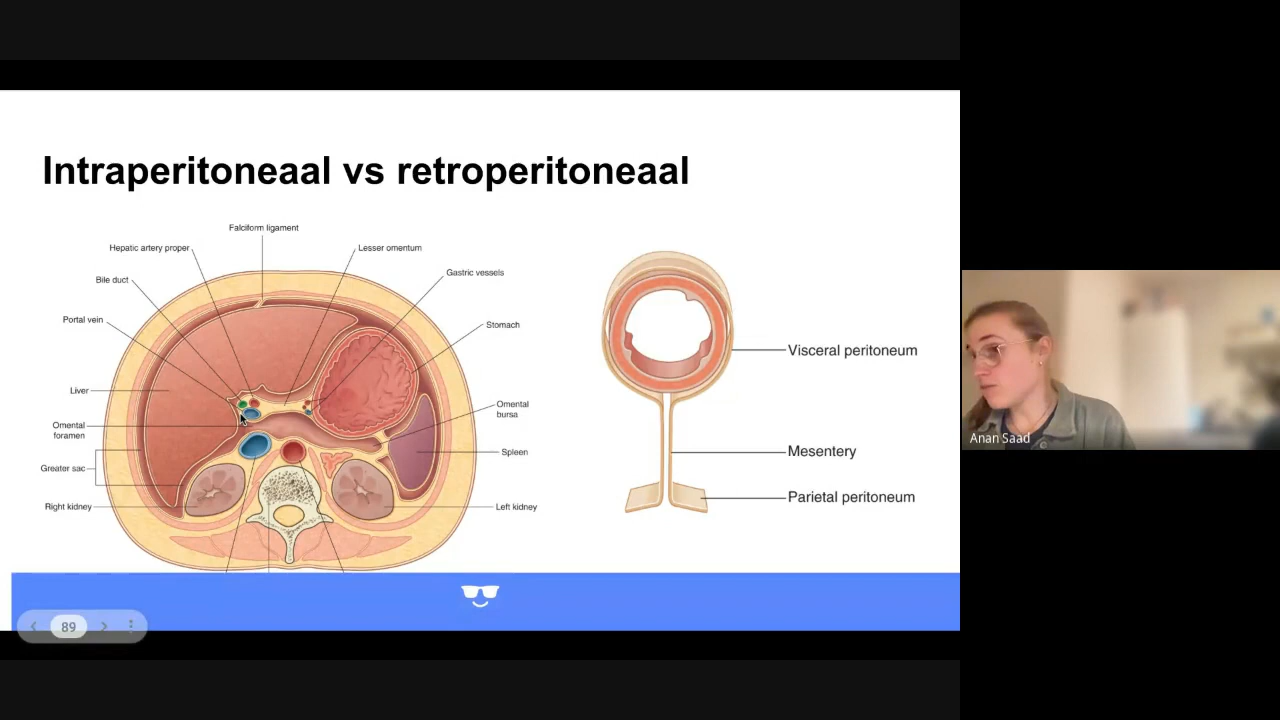 Intraperitoneaal vs retroperitoneaal
Falciform ligament
Hepatic artery proper
Lesser omentum
Bile duct
Gastric vessels
Portal vein
Stomach
Liver
Omental
bursa
Omental
foramen
Spleen
Greater sac
Right kidney
Left kidney
Visceral peritoneum
Mesentery
Parietal peritoneum
89
Anan Saad